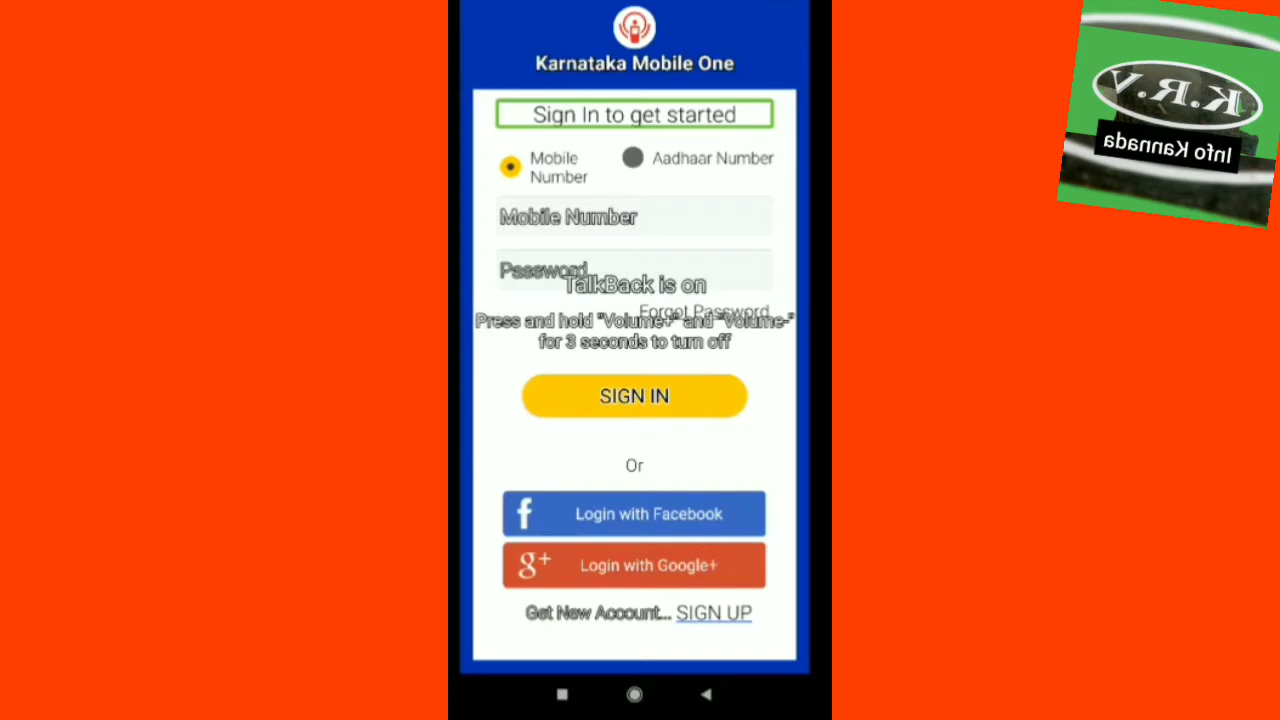 Karnataka Mobile One
Sign In to get started
Mobile Number
Aadhaar Number
Mobile Number
Password
TalkBack is on
Forgot Password
Press and hold "Volume+" and "Volume-"
for 3 seconds to turn off
SIGN IN
Or
f Login with Facebook
g+ Login with Google+
Get New Account... SIGN UP
K.R.V
Info Kannada